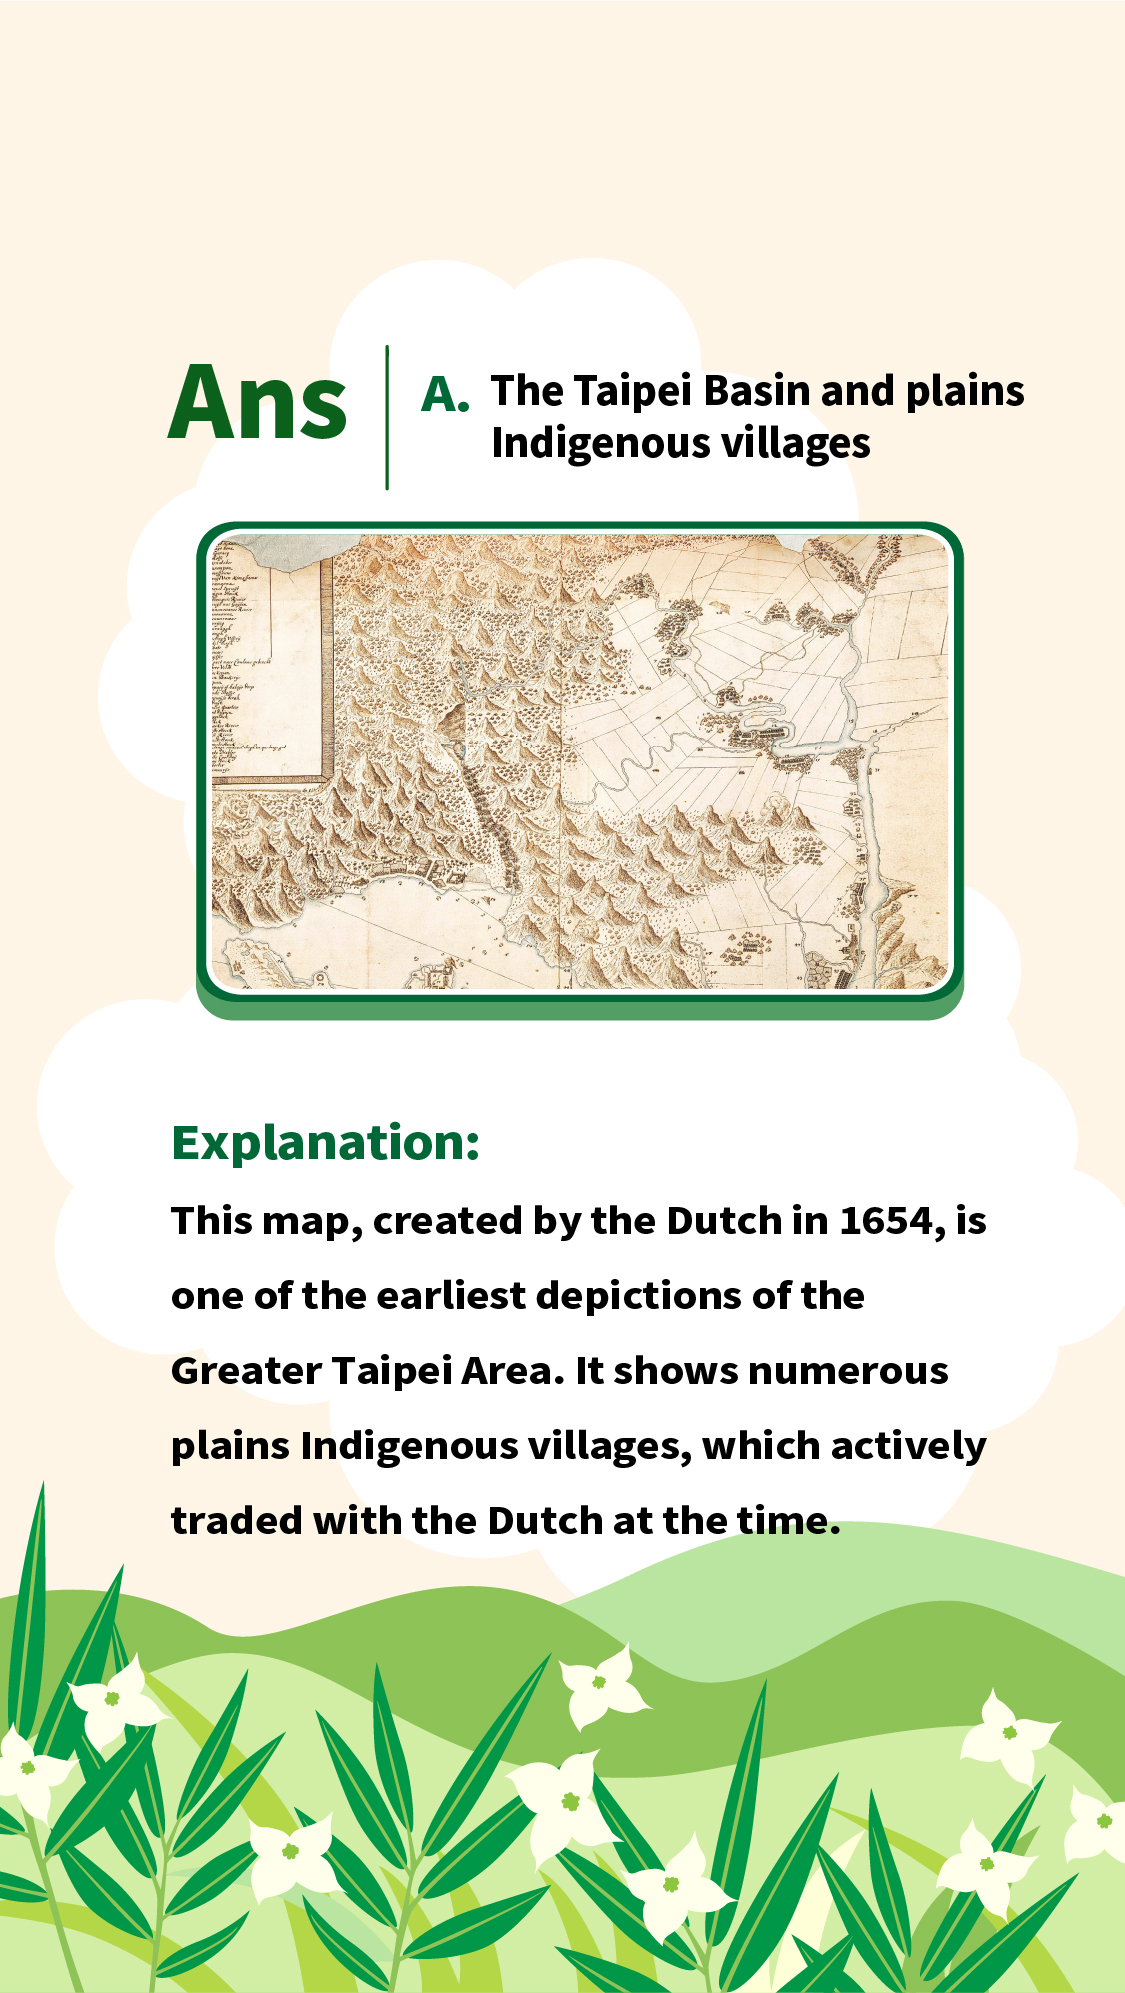 Ans
A. The Taipei Basin and plains
Indigenous villages
Explanation:
This map, created by the Dutch in 1654, is
one of the earliest depictions of the
Greater Taipei Area. It shows numerous
plains Indigenous villages, which actively
traded with the Dutch at the time.